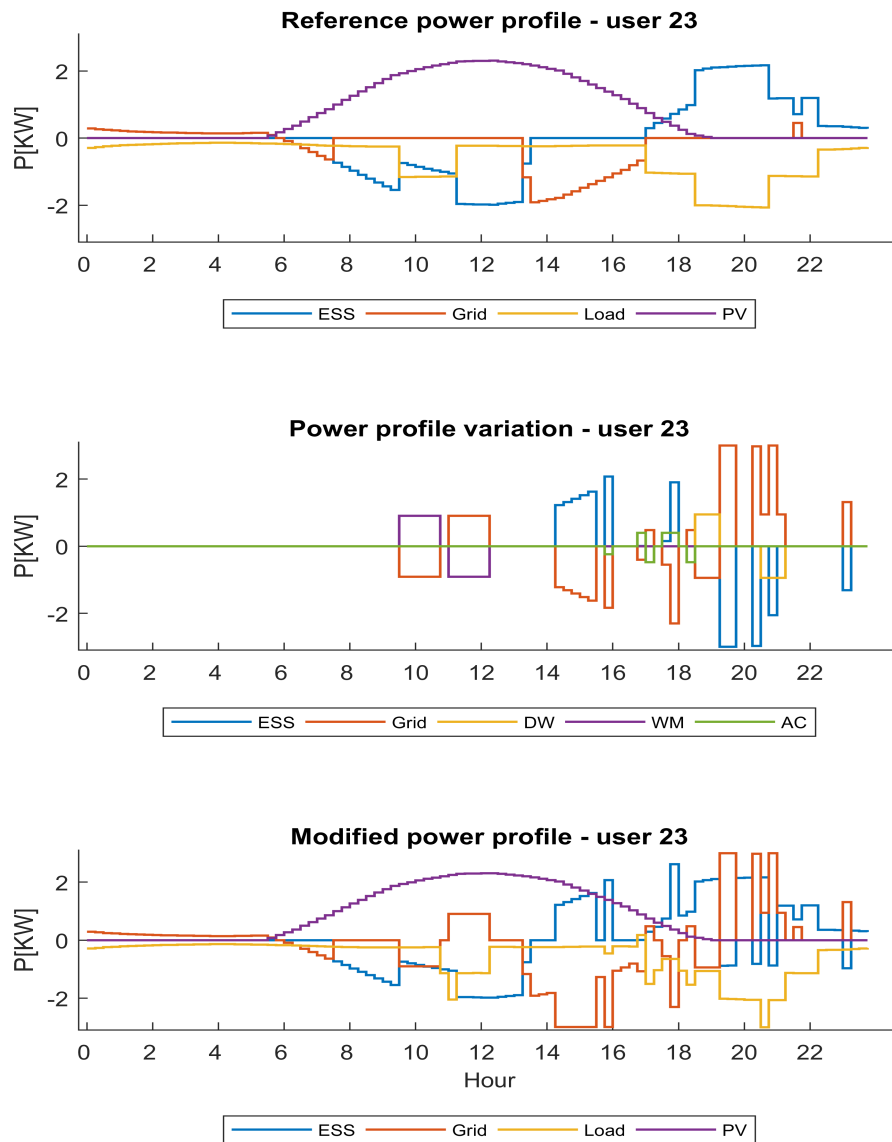 Reference power profile - user 23
P[KW]
2
0
-2
0 2 4 6 8 10 12 14 16 18 20 22
ESS Grid Load PV
Power profile variation - user 23
P[KW]
2
0
-2
0 2 4 6 8 10 12 14 16 18 20 22
ESS Grid DW WM AC
Modified power profile - user 23
P[KW]
2
0
-2
0 2 4 6 8 10 12 14 16 18 20 22
Hour
ESS Grid Load PV